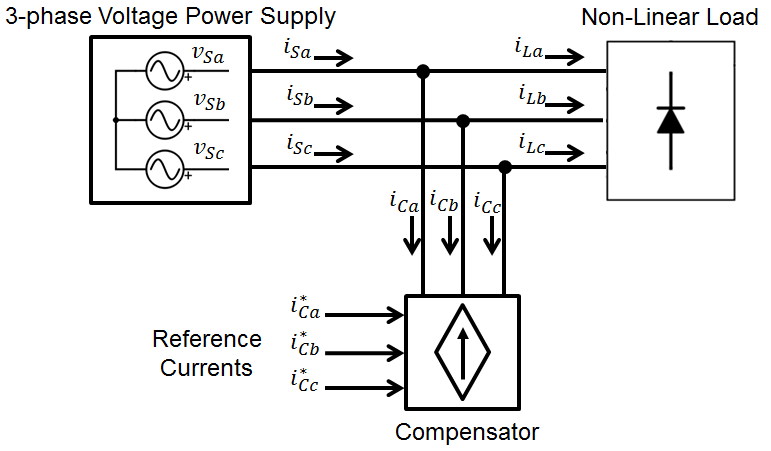 3-phase Voltage Power Supply
Non-Linear Load
v_Sa
i_Sa
i_La
v_Sb
i_Sb
i_Lb
v_Sc
i_Sc
i_Lc
+
+
+
i_Ca i_Cb i_Cc
i*_Ca
Reference
i*_Cb
Currents
i*_Cc
Compensator